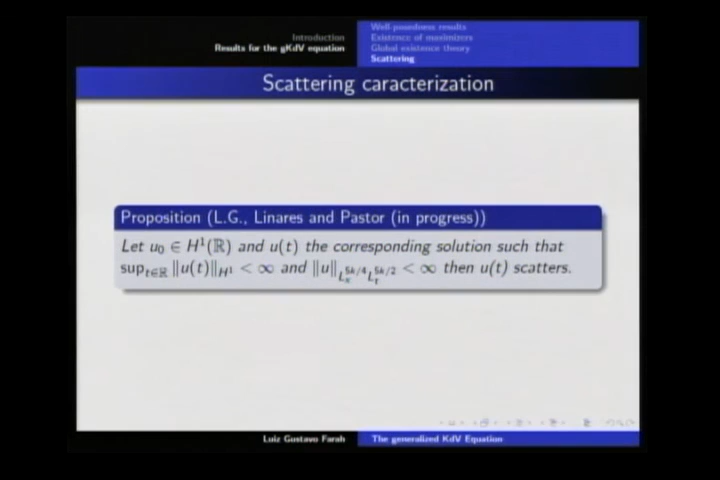 Introduction
Results for the gKdV equation
Well-posedness results
Existence of maximizers
Global existence theory
Scattering
Scattering caracterization
Proposition (L.G., Linares and Pastor (in progress))
Let u₀ ∈ H¹(ℝ) and u(t) the corresponding solution such that
sup_{t∈ℝ} ‖u(t)‖_{H¹} < ∞ and ‖u‖_{L_x^{5k/4} L_t^{5k/2}} < ∞ then u(t) scatters.
Luiz Gustavo Farah
The generalized KdV Equation